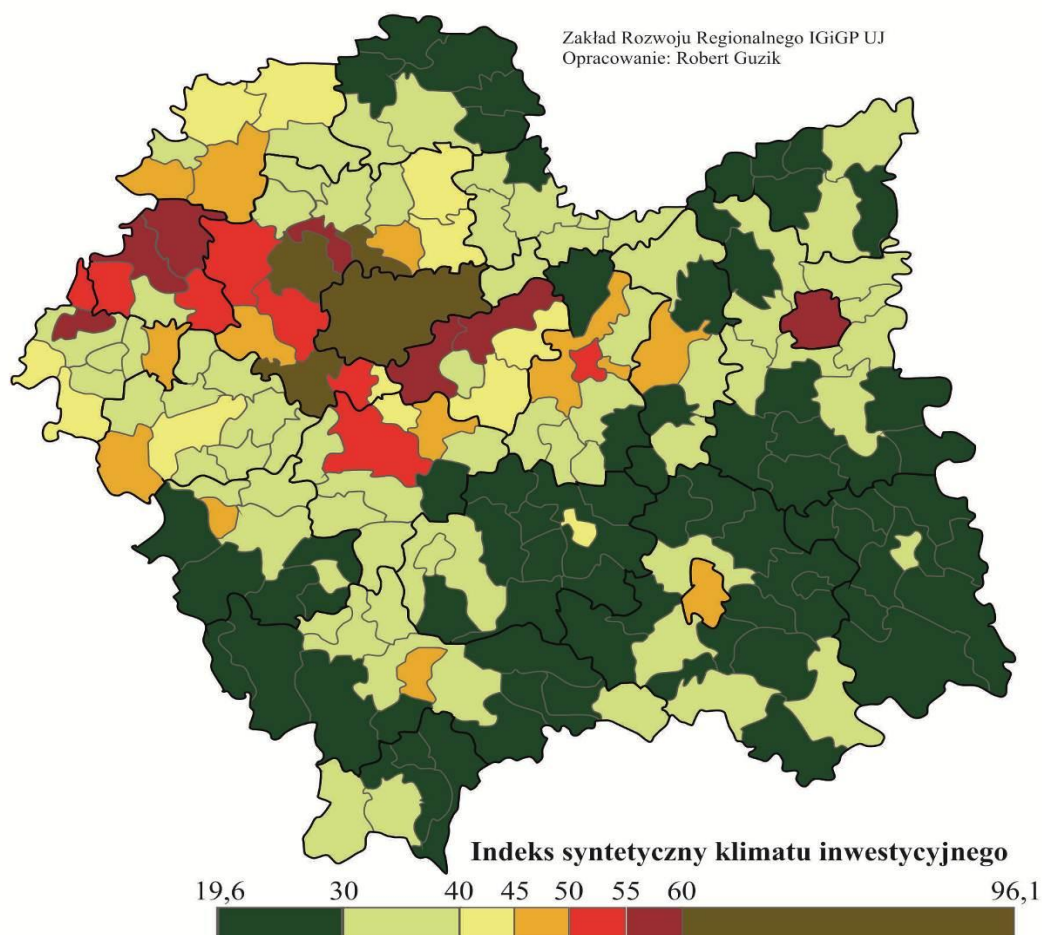 Zakład Rozwoju Regionalnego IGiGP UJ
Opracowanie: Robert Guzik
Indeks syntetyczny klimatu inwestycyjnego
19,6 30 40 45 50 55 60 96,1